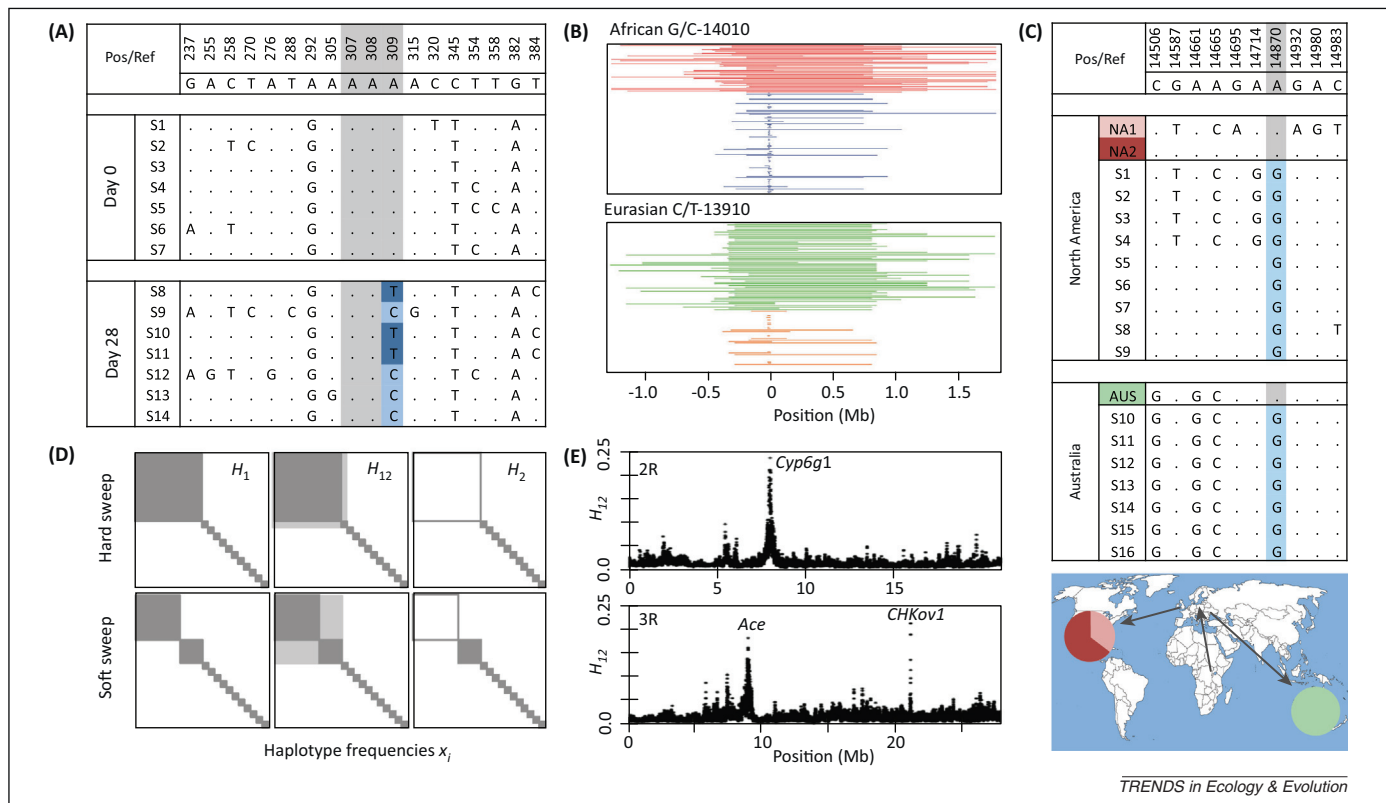 (A)
Pos/Ref
237 255 258 270 276 288 292 305 307 308 309 315 320 345 354 358 382 384
G A C T A T A A A A A A C C T T G T
Day 0
S1 . . . . . . G . . . . . T T . . A .
S2 . . T C . . G . . . . . . T . . A .
S3 . . . . . . G . . . . . . T . . A .
S4 . . . . . . G . . . . . . T C . A .
S5 . . . . . . G . . . . . . T C C A .
S6 A . T . . . G . . . . . . T . . A .
S7 . . . . . . G . . . . . . T C . A .
Day 28
S8 . . . . . . G . . . T . . T . . A C
S9 A . T C . C G . . . C G . T . . A .
S10 . . . . . . G . . . T . . T . . A C
S11 . . . . . . G . . . T . . T . . A C
S12 A G T . G . G . . . C . . T C . A .
S13 . . . . . . G G . . C . . T . . A .
S14 . . . . . . G . . . C . . T . . A .
(B)
African G/C-14010
Eurasian C/T-13910
-1.0 -0.5 0 0.5 1.0 1.5
Position (Mb)
(C)
Pos/Ref
14506 14587 14661 14665 14695 14714 14870 14932 14980 14983
C G A A G A A G A C
North America
NA1 . T . C A . . A G T
NA2 . . . . . . . . . .
S1 . T . C . G G . . .
S2 . T . C . G G . . .
S3 . T . C . G G . . .
S4 . T . C . G G . . .
S5 . . . . . . G . . .
S6 . . . . . . G . . .
S7 . . . . . . G . . .
S8 . . . . . . G . . T
S9 . . . . . . G . . .
Australia
AUS G . G C . . . . . .
S10 G . G C . . G . . .
S11 G . G C . . G . . .
S12 G . G C . . G . . .
S13 G . G C . . G . . .
S14 G . G C . . G . . .
S15 G . G C . . G . . .
S16 G . G C . . G . . .
(D)
H1 H12 H2
Hard sweep
Soft sweep
Haplotype frequencies xi
(E)
2R
Cyp6g1
H12
0.25
0.12
0.0
0 5 10 15
3R
Ace
CHKov1
H12
0.25
0.12
0.0
0 10 20
Position (Mb)
TRENDS in Ecology & Evolution